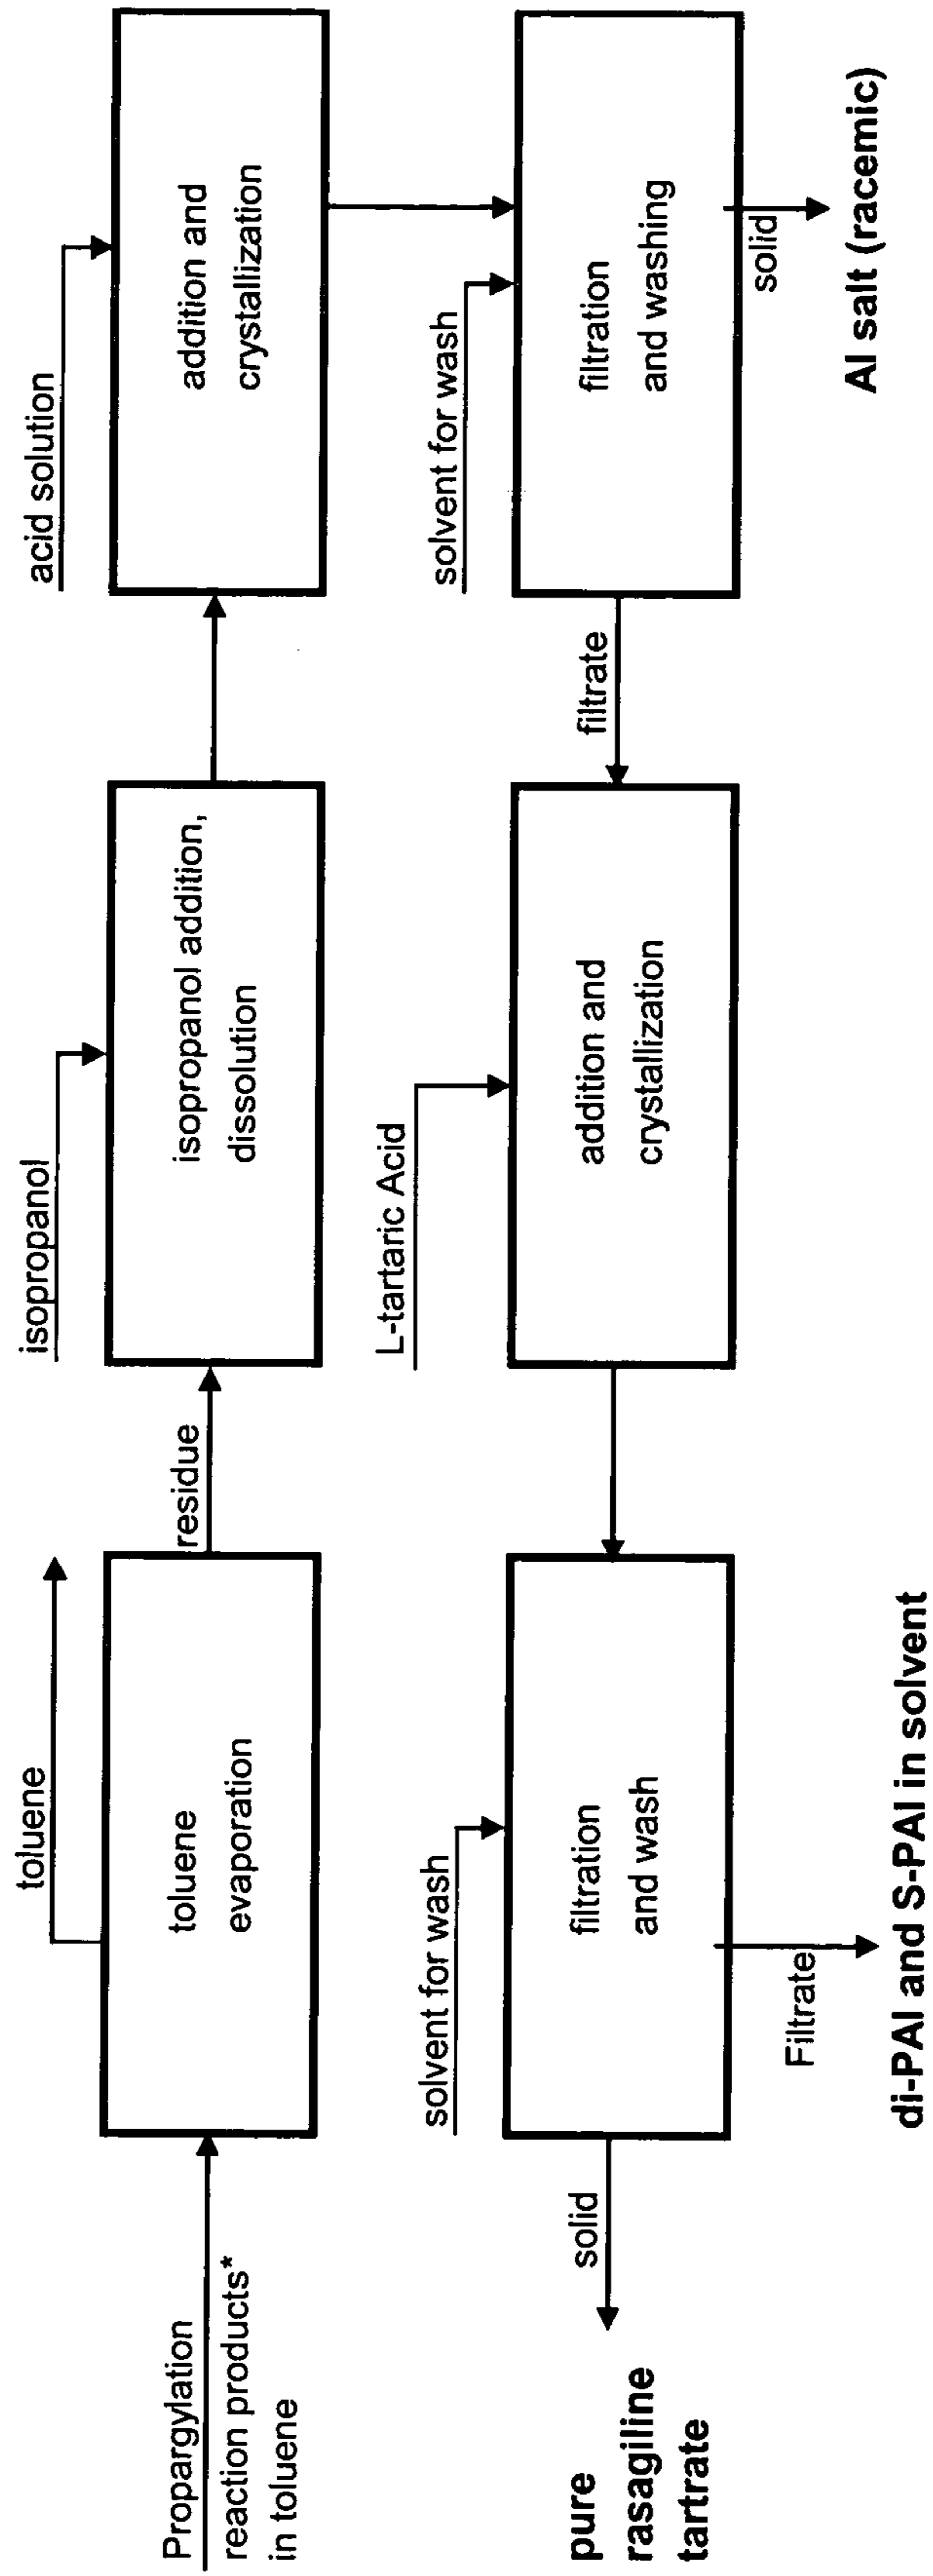 toluene
toluene
evaporation
Propargylation
reaction products*
in toluene
residue
isopropanol
isopropanol addition,
dissolution
acid solution
addition and
crystallization
solvent for wash
filtration
and washing
solid
AI salt (racemic)
filtrate
L-tartaric Acid
addition and
crystallization
solvent for wash
filtration
and wash
Filtrate
di-PAI and S-PAI in solvent
solid
pure
rasagiline
tartrate